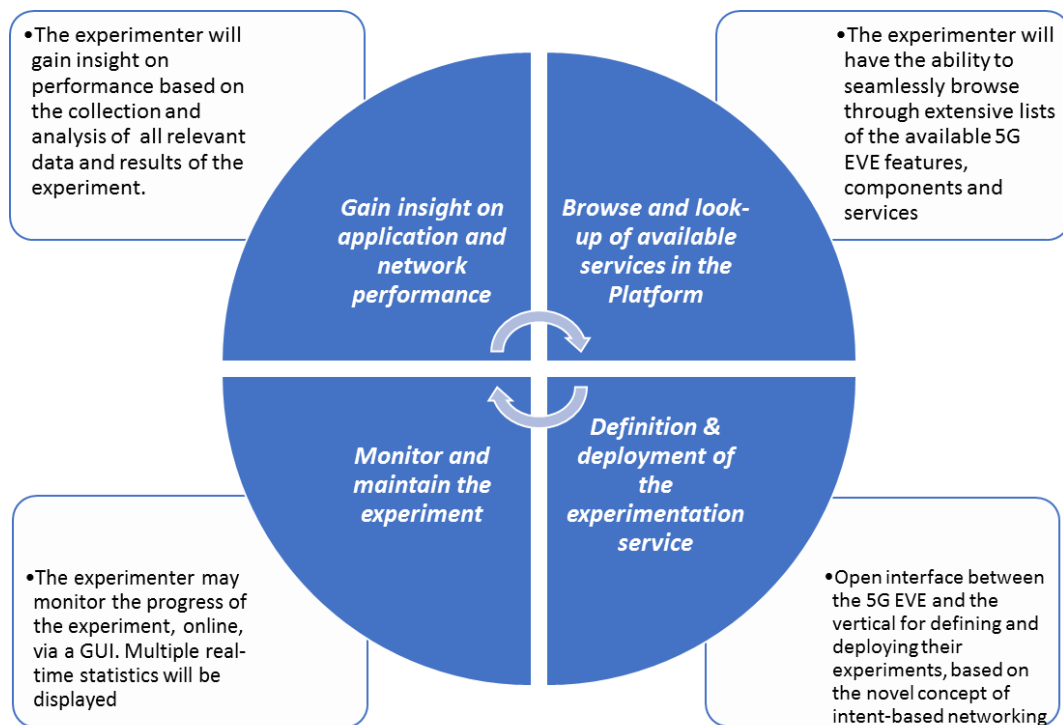 •The experimenter will
gain insight on
performance based on
the collection and
analysis of all relevant
data and results of the
experiment.
•The experimenter will
have the ability to
seamlessly browse
through extensive lists
of the available 5G
EVE features,
components and
services
Gain insight on
application and
network
performance
Browse and look-
up of available
services in the
Platform
Monitor and
maintain the
experiment
Definition &
deployment of
the
experimentation
service
•The experimenter may
monitor the progress of
the experiment, online,
via a GUI. Multiple real-
time statistics will be
displayed
•Open interface between
the 5G EVE and the
vertical for defining and
deploying their
experiments, based on
the novel concept of
intent-based networking